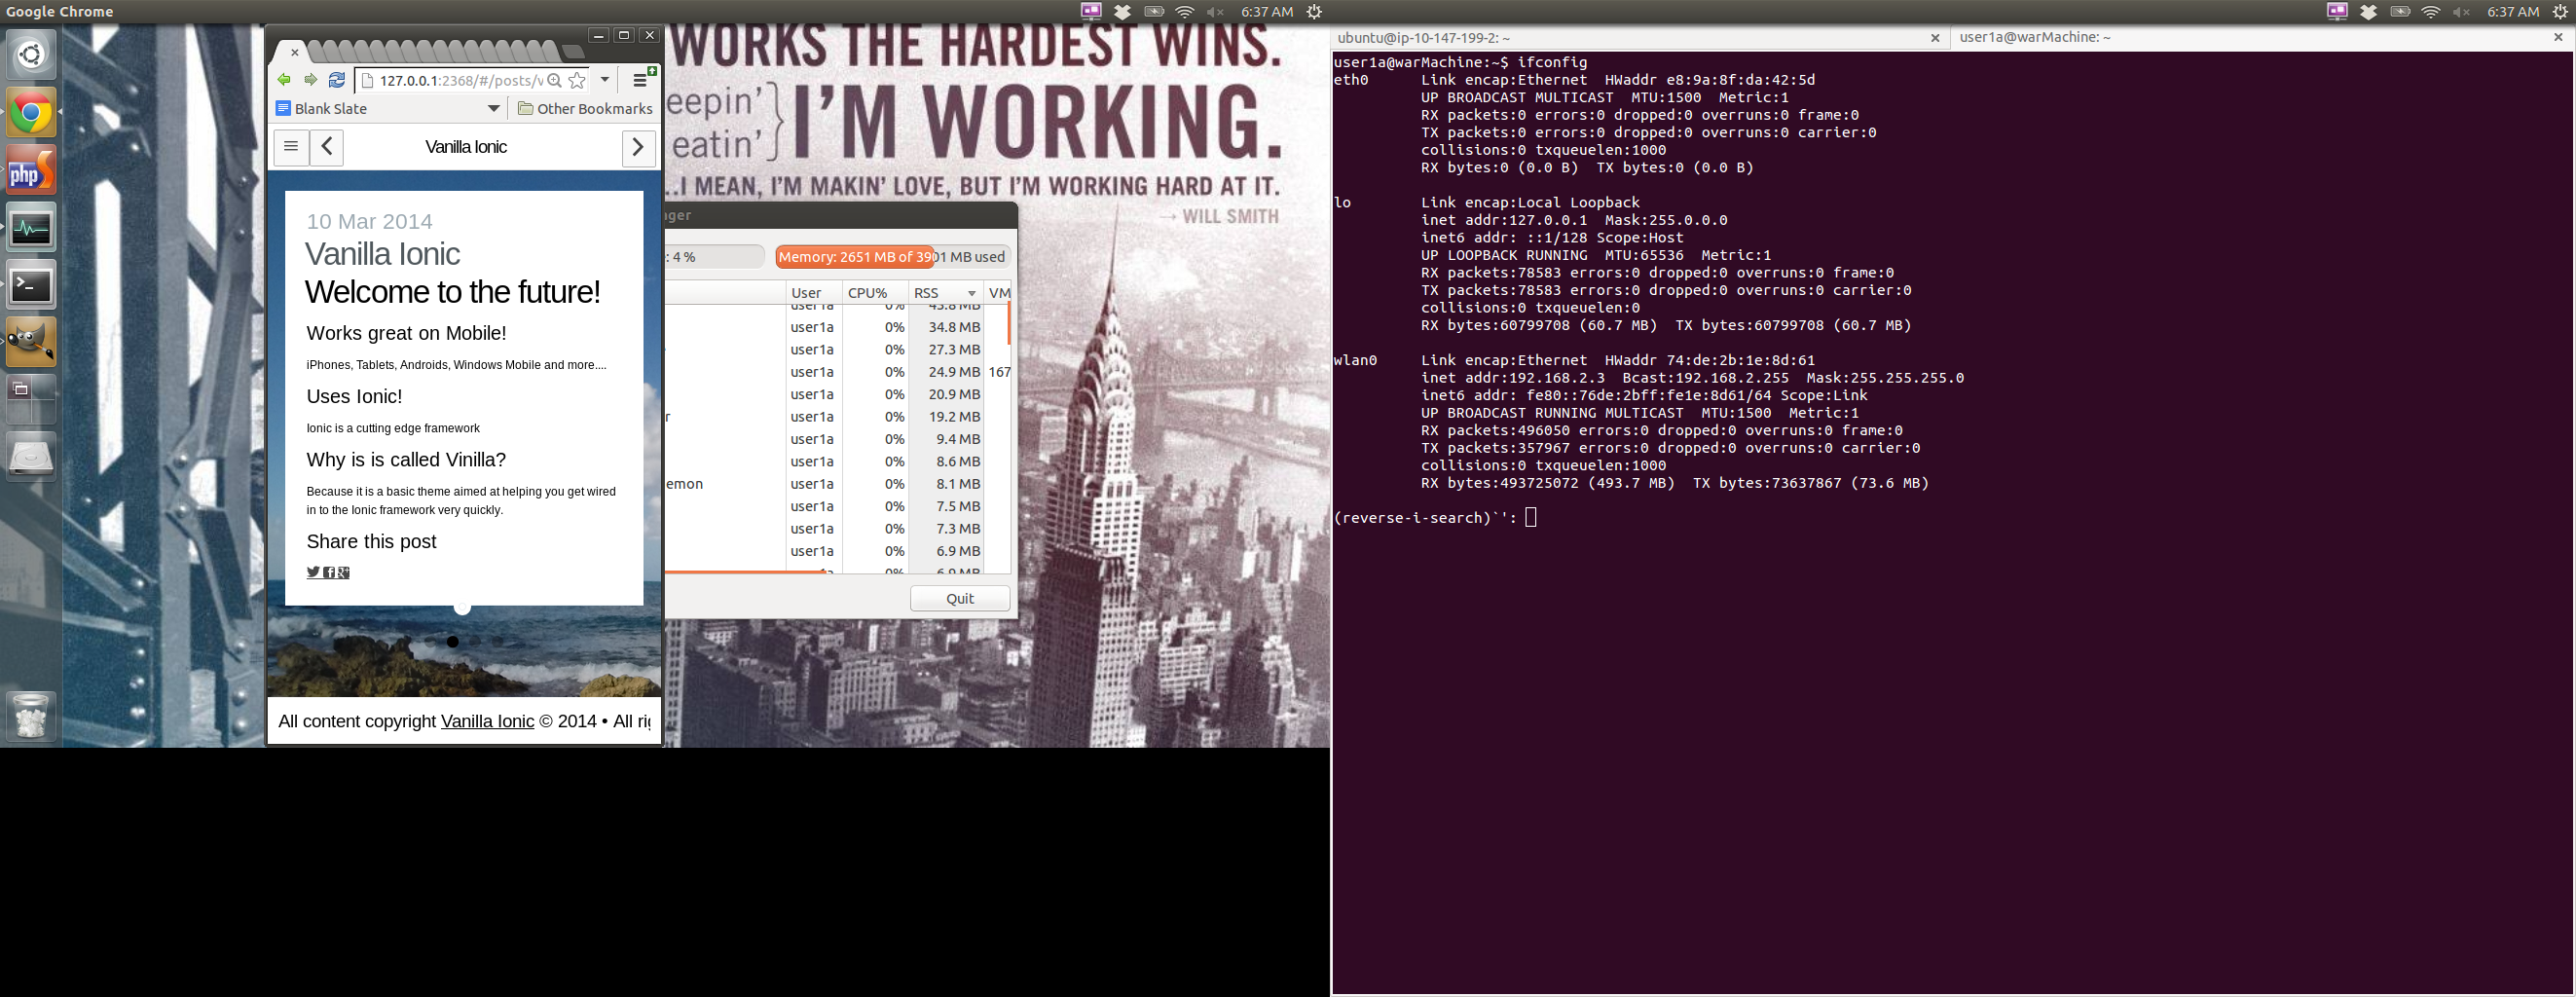 Google Chrome
6:37 AM
6:37 AM
127.0.0.1:2368/#/posts/v
Blank Slate
Other Bookmarks
Vanilla Ionic
10 Mar 2014
Vanilla Ionic
Welcome to the future!
Works great on Mobile!
iPhones, Tablets, Androids, Windows Mobile and more....
Uses Ionic!
Ionic is a cutting edge framework
Why is is called Vinilla?
Because it is a basic theme aimed at helping you get wired
in to the Ionic framework very quickly.
Share this post
All content copyright Vanilla Ionic © 2014 • All rig
php
WORKS THE HARDEST WINS.
eepin'
eatin' } I'M WORKING.
..I MEAN, I'M MAKIN' LOVE, BUT I'M WORKING HARD AT IT.
→ WILL SMITH
ager
: 4 %
Memory: 2651 MB of 3901 MB used
User CPU% RSS VM
user1a 0% 43.8 MB
user1a 0% 34.8 MB
user1a 0% 27.3 MB
user1a 0% 24.9 MB 167
user1a 0% 20.9 MB
r user1a 0% 19.2 MB
user1a 0% 9.4 MB
user1a 0% 8.6 MB
emon user1a 0% 8.1 MB
user1a 0% 7.5 MB
user1a 0% 7.3 MB
user1a 0% 6.9 MB
0% 6.9 MB
Quit
ubuntu@ip-10-147-199-2: ~
user1a@warMachine: ~
user1a@warMachine:~$ ifconfig
eth0 Link encap:Ethernet HWaddr e8:9a:8f:da:42:5d
UP BROADCAST MULTICAST MTU:1500 Metric:1
RX packets:0 errors:0 dropped:0 overruns:0 frame:0
TX packets:0 errors:0 dropped:0 overruns:0 carrier:0
collisions:0 txqueuelen:1000
RX bytes:0 (0.0 B) TX bytes:0 (0.0 B)
lo Link encap:Local Loopback
inet addr:127.0.0.1 Mask:255.0.0.0
inet6 addr: ::1/128 Scope:Host
UP LOOPBACK RUNNING MTU:65536 Metric:1
RX packets:78583 errors:0 dropped:0 overruns:0 frame:0
TX packets:78583 errors:0 dropped:0 overruns:0 carrier:0
collisions:0 txqueuelen:0
RX bytes:60799708 (60.7 MB) TX bytes:60799708 (60.7 MB)
wlan0 Link encap:Ethernet HWaddr 74:de:2b:1e:8d:61
inet addr:192.168.2.3 Bcast:192.168.2.255 Mask:255.255.255.0
inet6 addr: fe80::76de:2bff:fe1e:8d61/64 Scope:Link
UP BROADCAST RUNNING MULTICAST MTU:1500 Metric:1
RX packets:496050 errors:0 dropped:0 overruns:0 frame:0
TX packets:357967 errors:0 dropped:0 overruns:0 carrier:0
collisions:0 txqueuelen:1000
RX bytes:493725072 (493.7 MB) TX bytes:73637867 (73.6 MB)
(reverse-i-search)`':